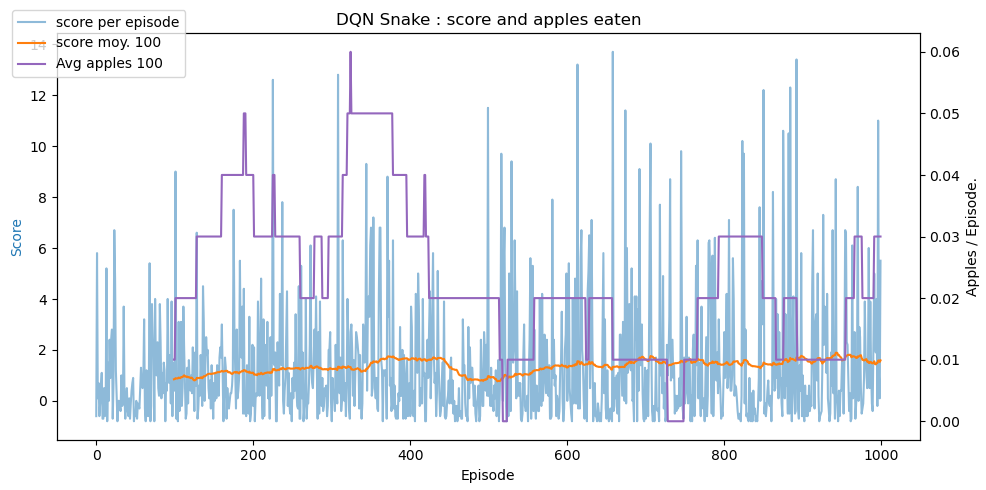 DQN Snake : score and apples eaten
score per episode
score moy. 100
Avg apples 100
14
12
10
8
6
4
2
0
Score
0.06
0.05
0.04
0.03
0.02
0.01
0.00
Apples / Episode.
0 200 400 600 800 1000
Episode